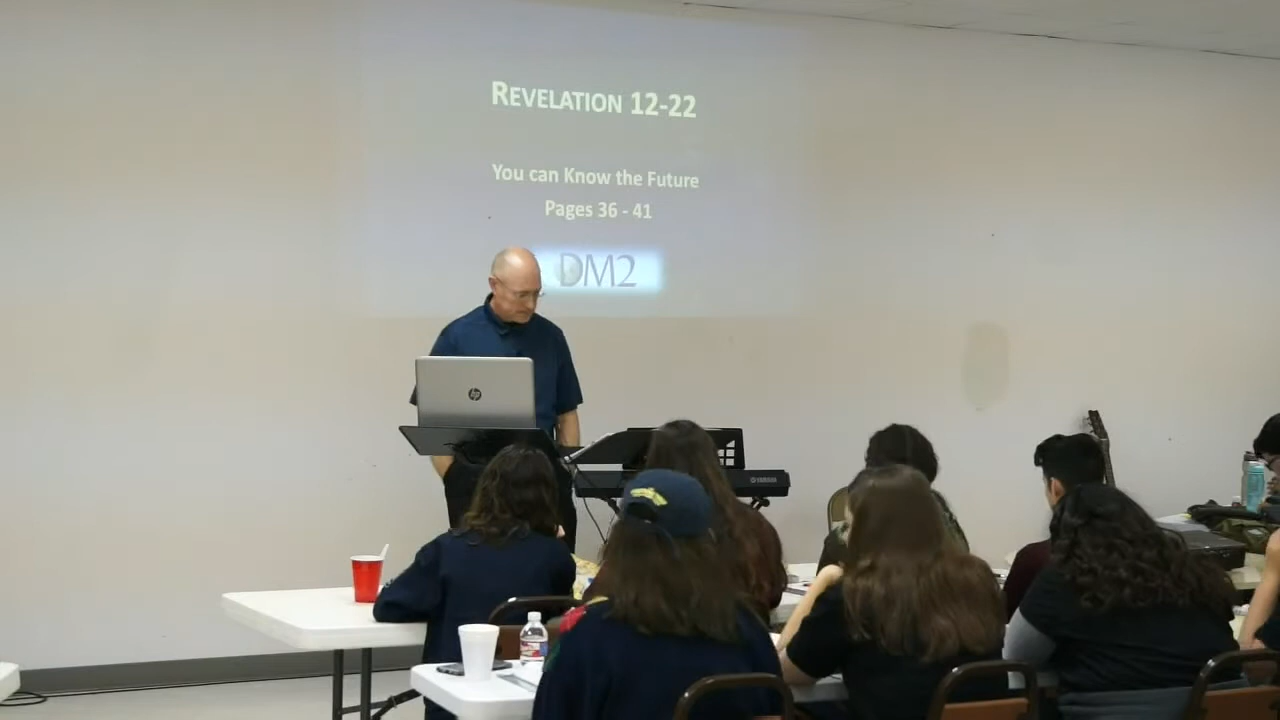 REVELATION 12-22
You can Know the Future
Pages 36 - 41
DM2
hp
YAMAHA